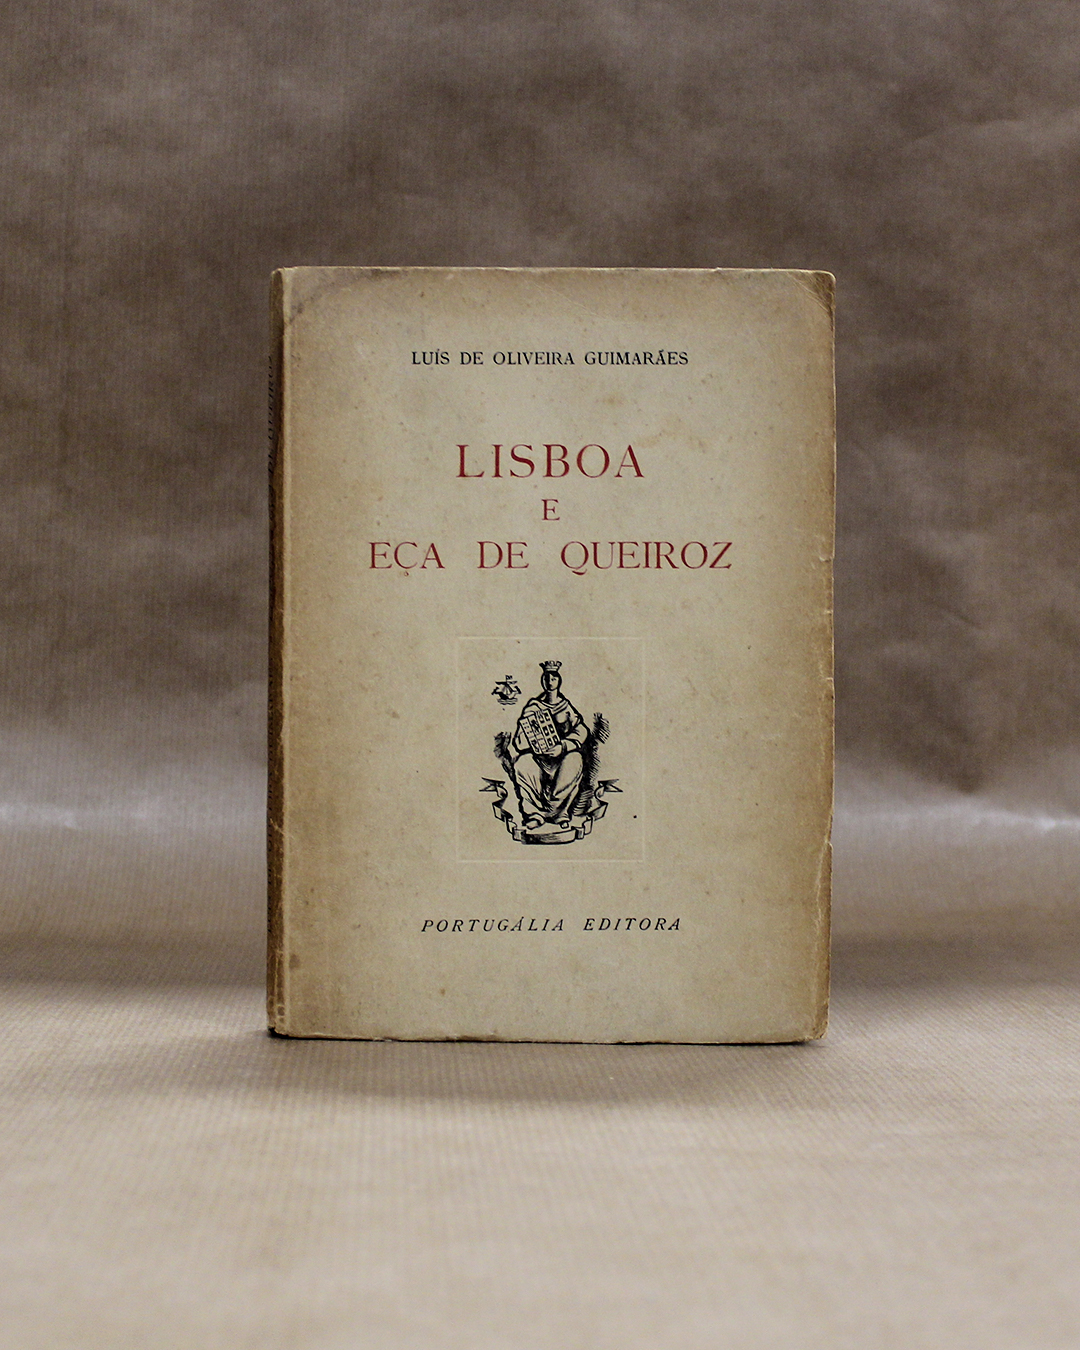 LUÍS DE OLIVEIRA GUIMARÃES
LISBOA
E
EÇA DE QUEIROZ
PORTUGÁLIA EDITORA